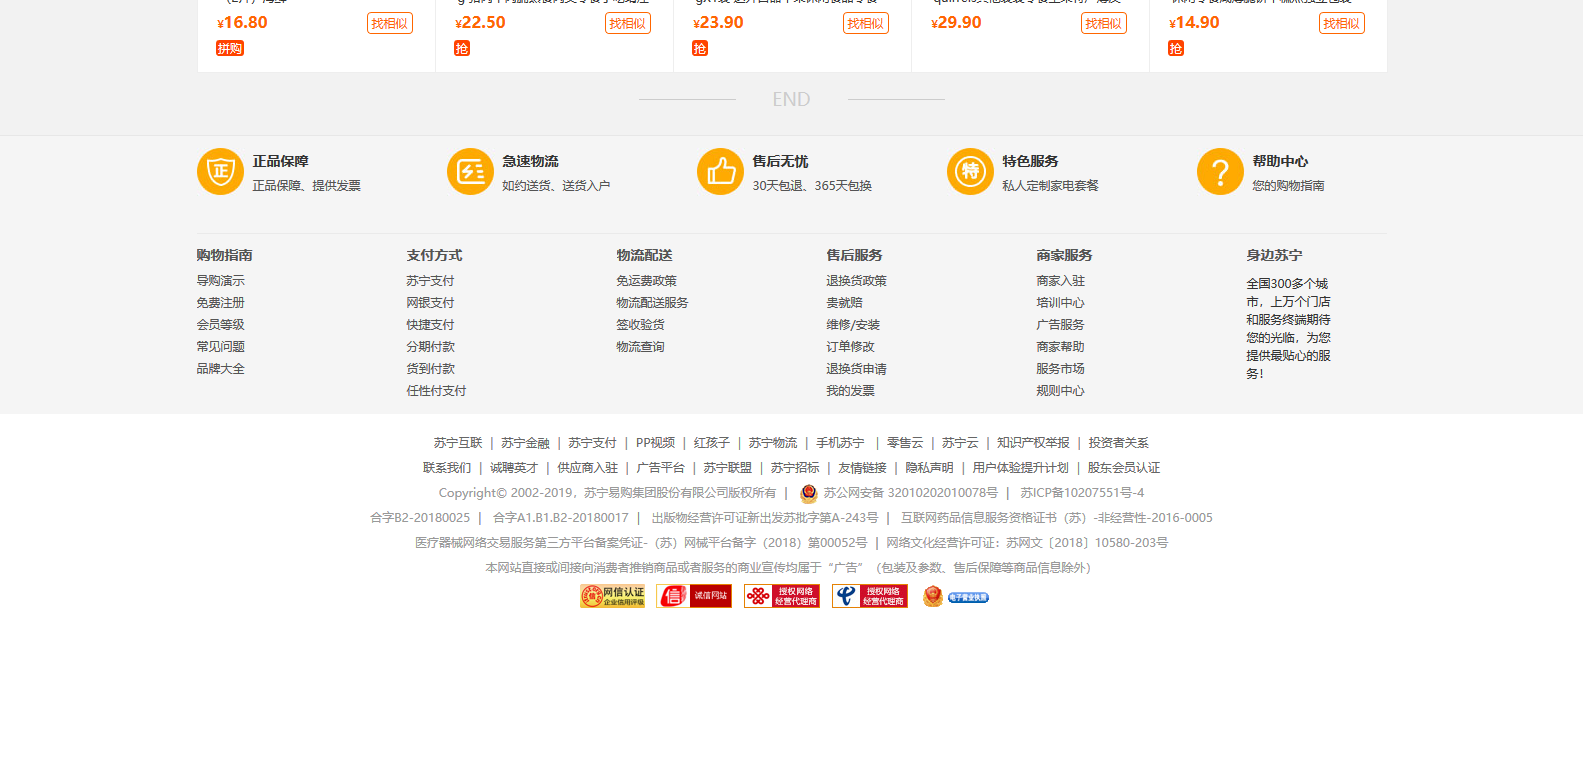 ¥16.80 找相似 ¥22.50 找相似 ¥23.90 找相似 ¥29.90 找相似 ¥14.90 找相似
拼购 抢 抢 抢
END
正品保障 急速物流 售后无忧 特色服务 帮助中心
正 特 ?
正品保障、提供发票 如约送货、送货入户 30天包退、365天包换 私人定制家电套餐 您的购物指南
购物指南 支付方式 物流配送 售后服务 商家服务 身边苏宁
导购演示 苏宁支付 免运费政策 退换货政策 商家入驻 全国300多个城
免费注册 网银支付 物流配送服务 贵就赔 培训中心 市，上万个门店
会员等级 快捷支付 签收验货 维修/安装 广告服务 和服务终端期待
常见问题 分期付款 物流查询 订单修改 商家帮助 您的光临，为您
品牌大全 货到付款 退换货申请 服务市场 提供最贴心的服
任性付支付 我的发票 规则中心 务！
苏宁互联 | 苏宁金融 | 苏宁支付 | PP视频 | 红孩子 | 苏宁物流 | 手机苏宁 | 零售云 | 苏宁云 | 知识产权举报 | 投资者关系
联系我们 | 诚聘英才 | 供应商入驻 | 广告平台 | 苏宁联盟 | 苏宁招标 | 友情链接 | 隐私声明 | 用户体验提升计划 | 股东会员认证
Copyright© 2002-2019，苏宁易购集团股份有限公司版权所有 | 苏公网安备 32010202010078号 | 苏ICP备10207551号-4
合字B2-20180025 | 合字A1.B1.B2-20180017 | 出版物经营许可证新出发苏批字第A-243号 | 互联网药品信息服务资格证书（苏）-非经营性-2016-0005
医疗器械网络交易服务第三方平台备案凭证-（苏）网械平台备字（2018）第00052号 | 网络文化经营许可证：苏网文〔2018〕10580-203号
本网站直接或间接向消费者推销商品或者服务的商业宣传均属于“广告”（包装及参数、售后保障等商品信息除外）
网信认证 信 诚信网站 授权网络 授权网络 电子营业执照
企业信用评级 经营代理商 经营代理商